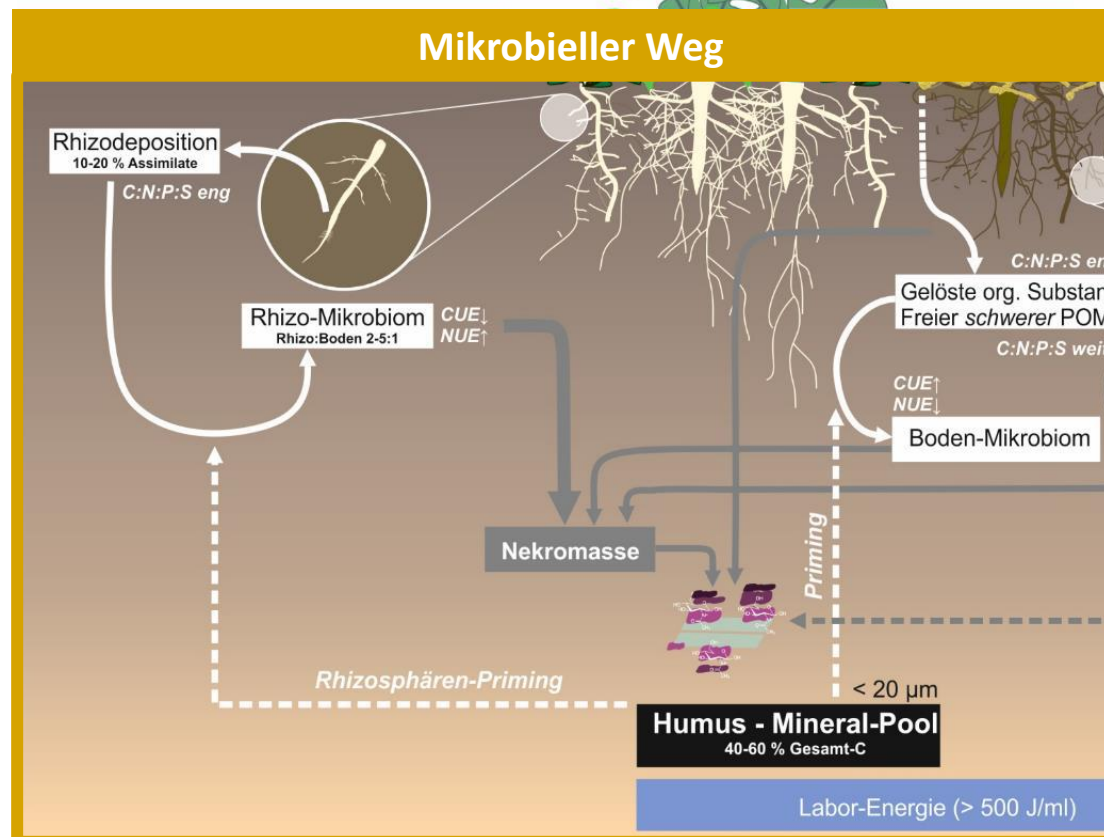 Mikrobieller Weg
Rhizodeposition
10-20 % Assimilate
C:N:P:S eng
Rhizo-Mikrobiom
Rhizo:Boden 2-5:1
CUE↓
NUE↑
C:N:P:S en
Gelöste org. Substan
Freier schwerer POM
C:N:P:S weit
CUE↑
NUE↓
Boden-Mikrobiom
Nekromasse
Priming
Rhizosphären-Priming
< 20 µm
Humus - Mineral-Pool
40-60 % Gesamt-C
Labor-Energie (> 500 J/ml)